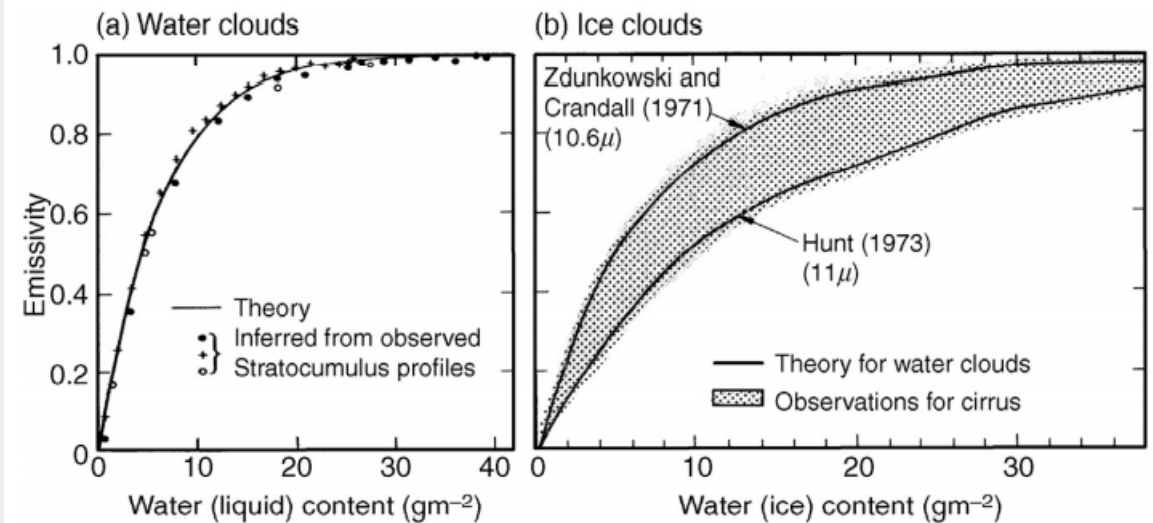 (a) Water clouds
Emissivity
1.0
0.8
0.6
0.4
0.2
0
0 10 20 30 40
Water (liquid) content (gm–2)
Theory
Inferred from observed
Stratocumulus profiles
(b) Ice clouds
Zdunkowski and
Crandall (1971)
(10.6μ)
Hunt (1973)
(11μ)
Theory for water clouds
Observations for cirrus
0 10 20 30
Water (ice) content (gm–2)